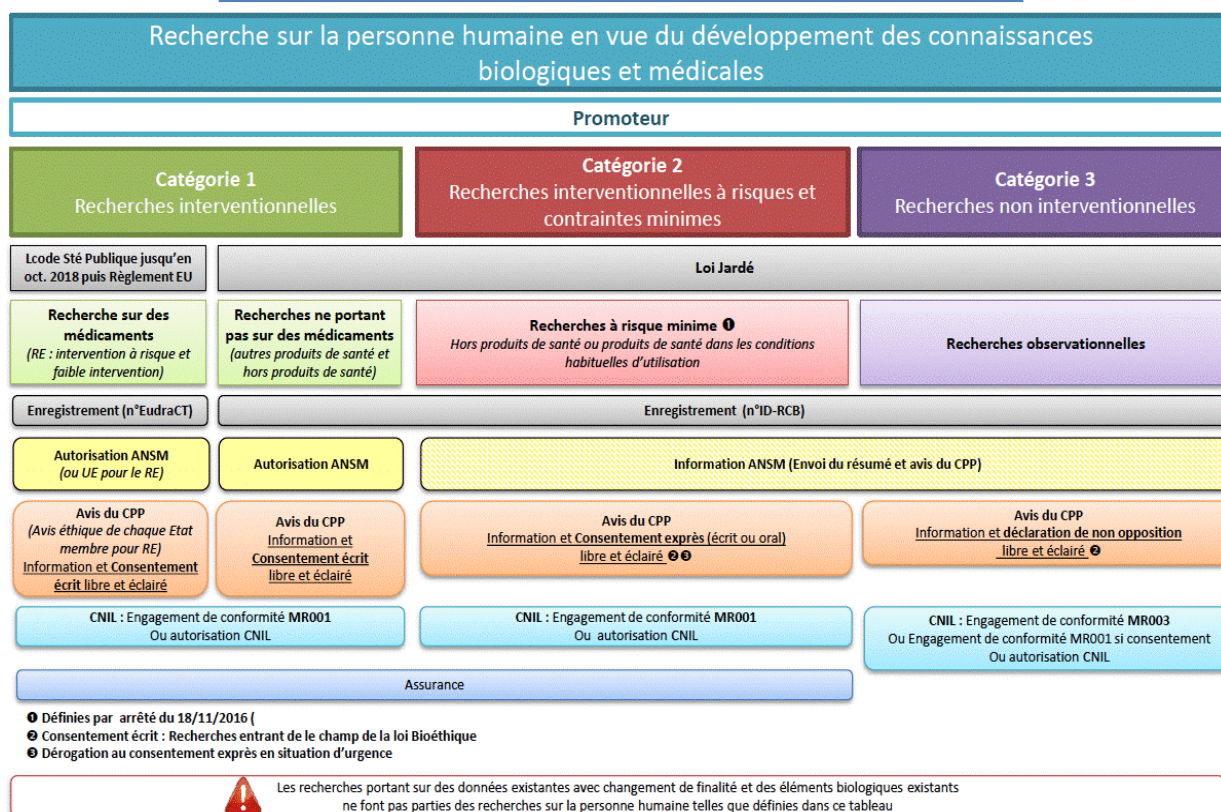 Recherche sur la personne humaine en vue du développement des connaissances
biologiques et médicales
Promoteur
Catégorie 1
Recherches interventionnelles
Catégorie 2
Recherches interventionnelles à risques et
contraintes minimes
Catégorie 3
Recherches non interventionnelles
Lcode Sté Publique jusqu'en
oct. 2018 puis Règlement EU
Loi Jardé
Recherche sur des
médicaments
(RE : intervention à risque et
faible intervention)
Recherches ne portant
pas sur des médicaments
(autres produits de santé et
hors produits de santé)
Recherches à risque minime ❶
Hors produits de santé ou produits de santé dans les conditions
habituelles d'utilisation
Recherches observationnelles
Enregistrement (n°EudraCT)
Enregistrement (n°ID-RCB)
Autorisation ANSM
(ou UE pour le RE)
Autorisation ANSM
Information ANSM (Envoi du résumé et avis du CPP)
Avis du CPP
(Avis éthique de chaque Etat
membre pour RE)
Information et Consentement
écrit libre et éclairé
Avis du CPP
Information et
Consentement écrit
libre et éclairé
Avis du CPP
Information et Consentement exprès (écrit ou oral)
libre et éclairé ❷❸
Avis du CPP
Information et déclaration de non opposition
libre et éclairé ❷
CNIL : Engagement de conformité MR001
Ou autorisation CNIL
CNIL : Engagement de conformité MR001
Ou autorisation CNIL
CNIL : Engagement de conformité MR003
Ou Engagement de conformité MR001 si consentement
Ou autorisation CNIL
Assurance
❶ Définies par arrêté du 18/11/2016 (
❷ Consentement écrit : Recherches entrant de le champ de la loi Bioéthique
❸ Dérogation au consentement exprès en situation d'urgence
Les recherches portant sur des données existantes avec changement de finalité et des éléments biologiques existants
ne font pas parties des recherches sur la personne humaine telles que définies dans ce tableau